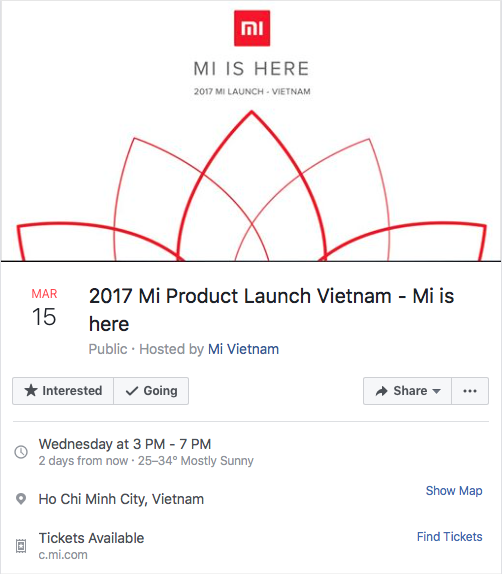 mi
MI IS HERE
2017 MI LAUNCH - VIETNAM
MAR
15
2017 Mi Product Launch Vietnam - Mi is
here
Public · Hosted by Mi Vietnam
Interested
Going
Share
Wednesday at 3 PM - 7 PM
2 days from now · 25–34° Mostly Sunny
Ho Chi Minh City, Vietnam
Show Map
Tickets Available
Find Tickets
c.mi.com